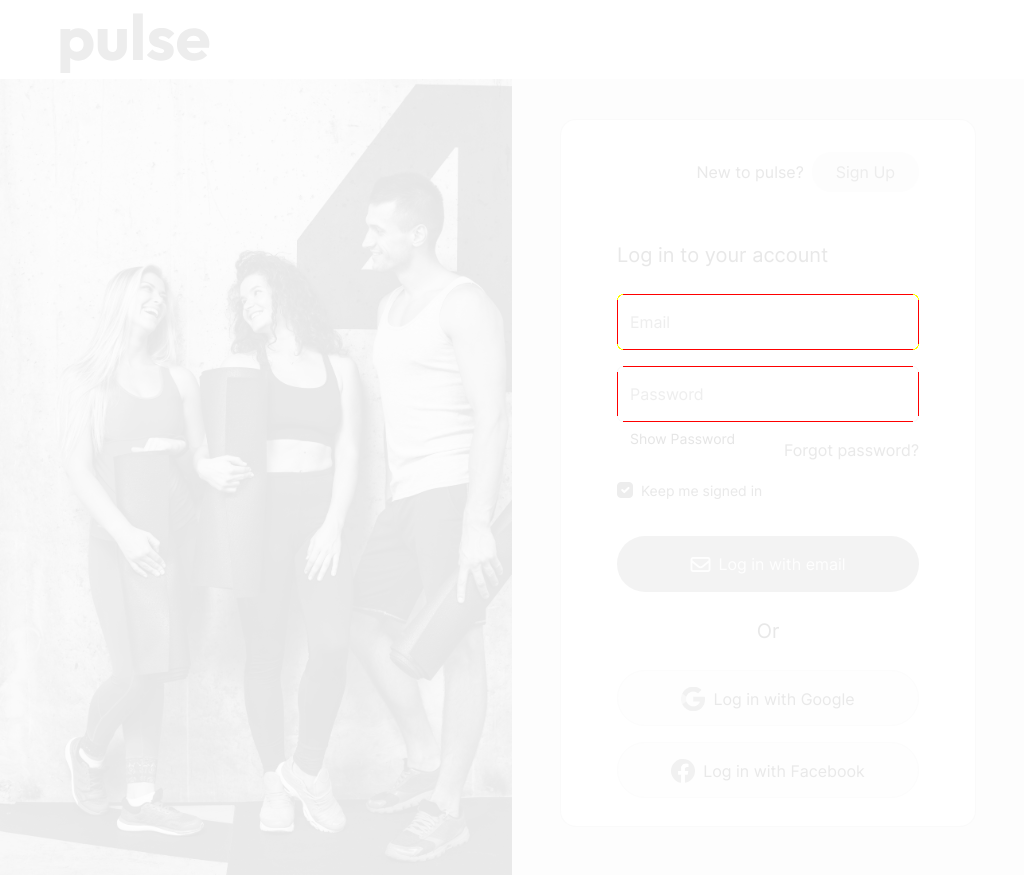 pulse
New to pulse? Sign Up
Log in to your account
Email
Password
Show Password
Forgot password?
Keep me signed in
Log in with email
Or
Log in with Google
Log in with Facebook